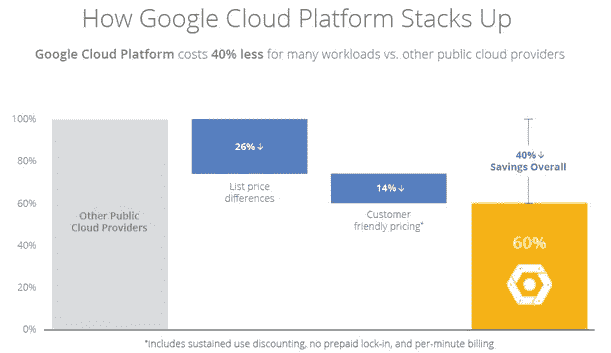 How Google Cloud Platform Stacks Up
Google Cloud Platform costs 40% less for many workloads vs. other public cloud providers
100%
80%
60%
40%
20%
0%
Other Public
Cloud Providers
26% ↓
List price
differences
14% ↓
Customer
friendly pricing*
40% ↓
Savings Overall
60%
*Includes sustained use discounting, no prepaid lock-in, and per-minute billing